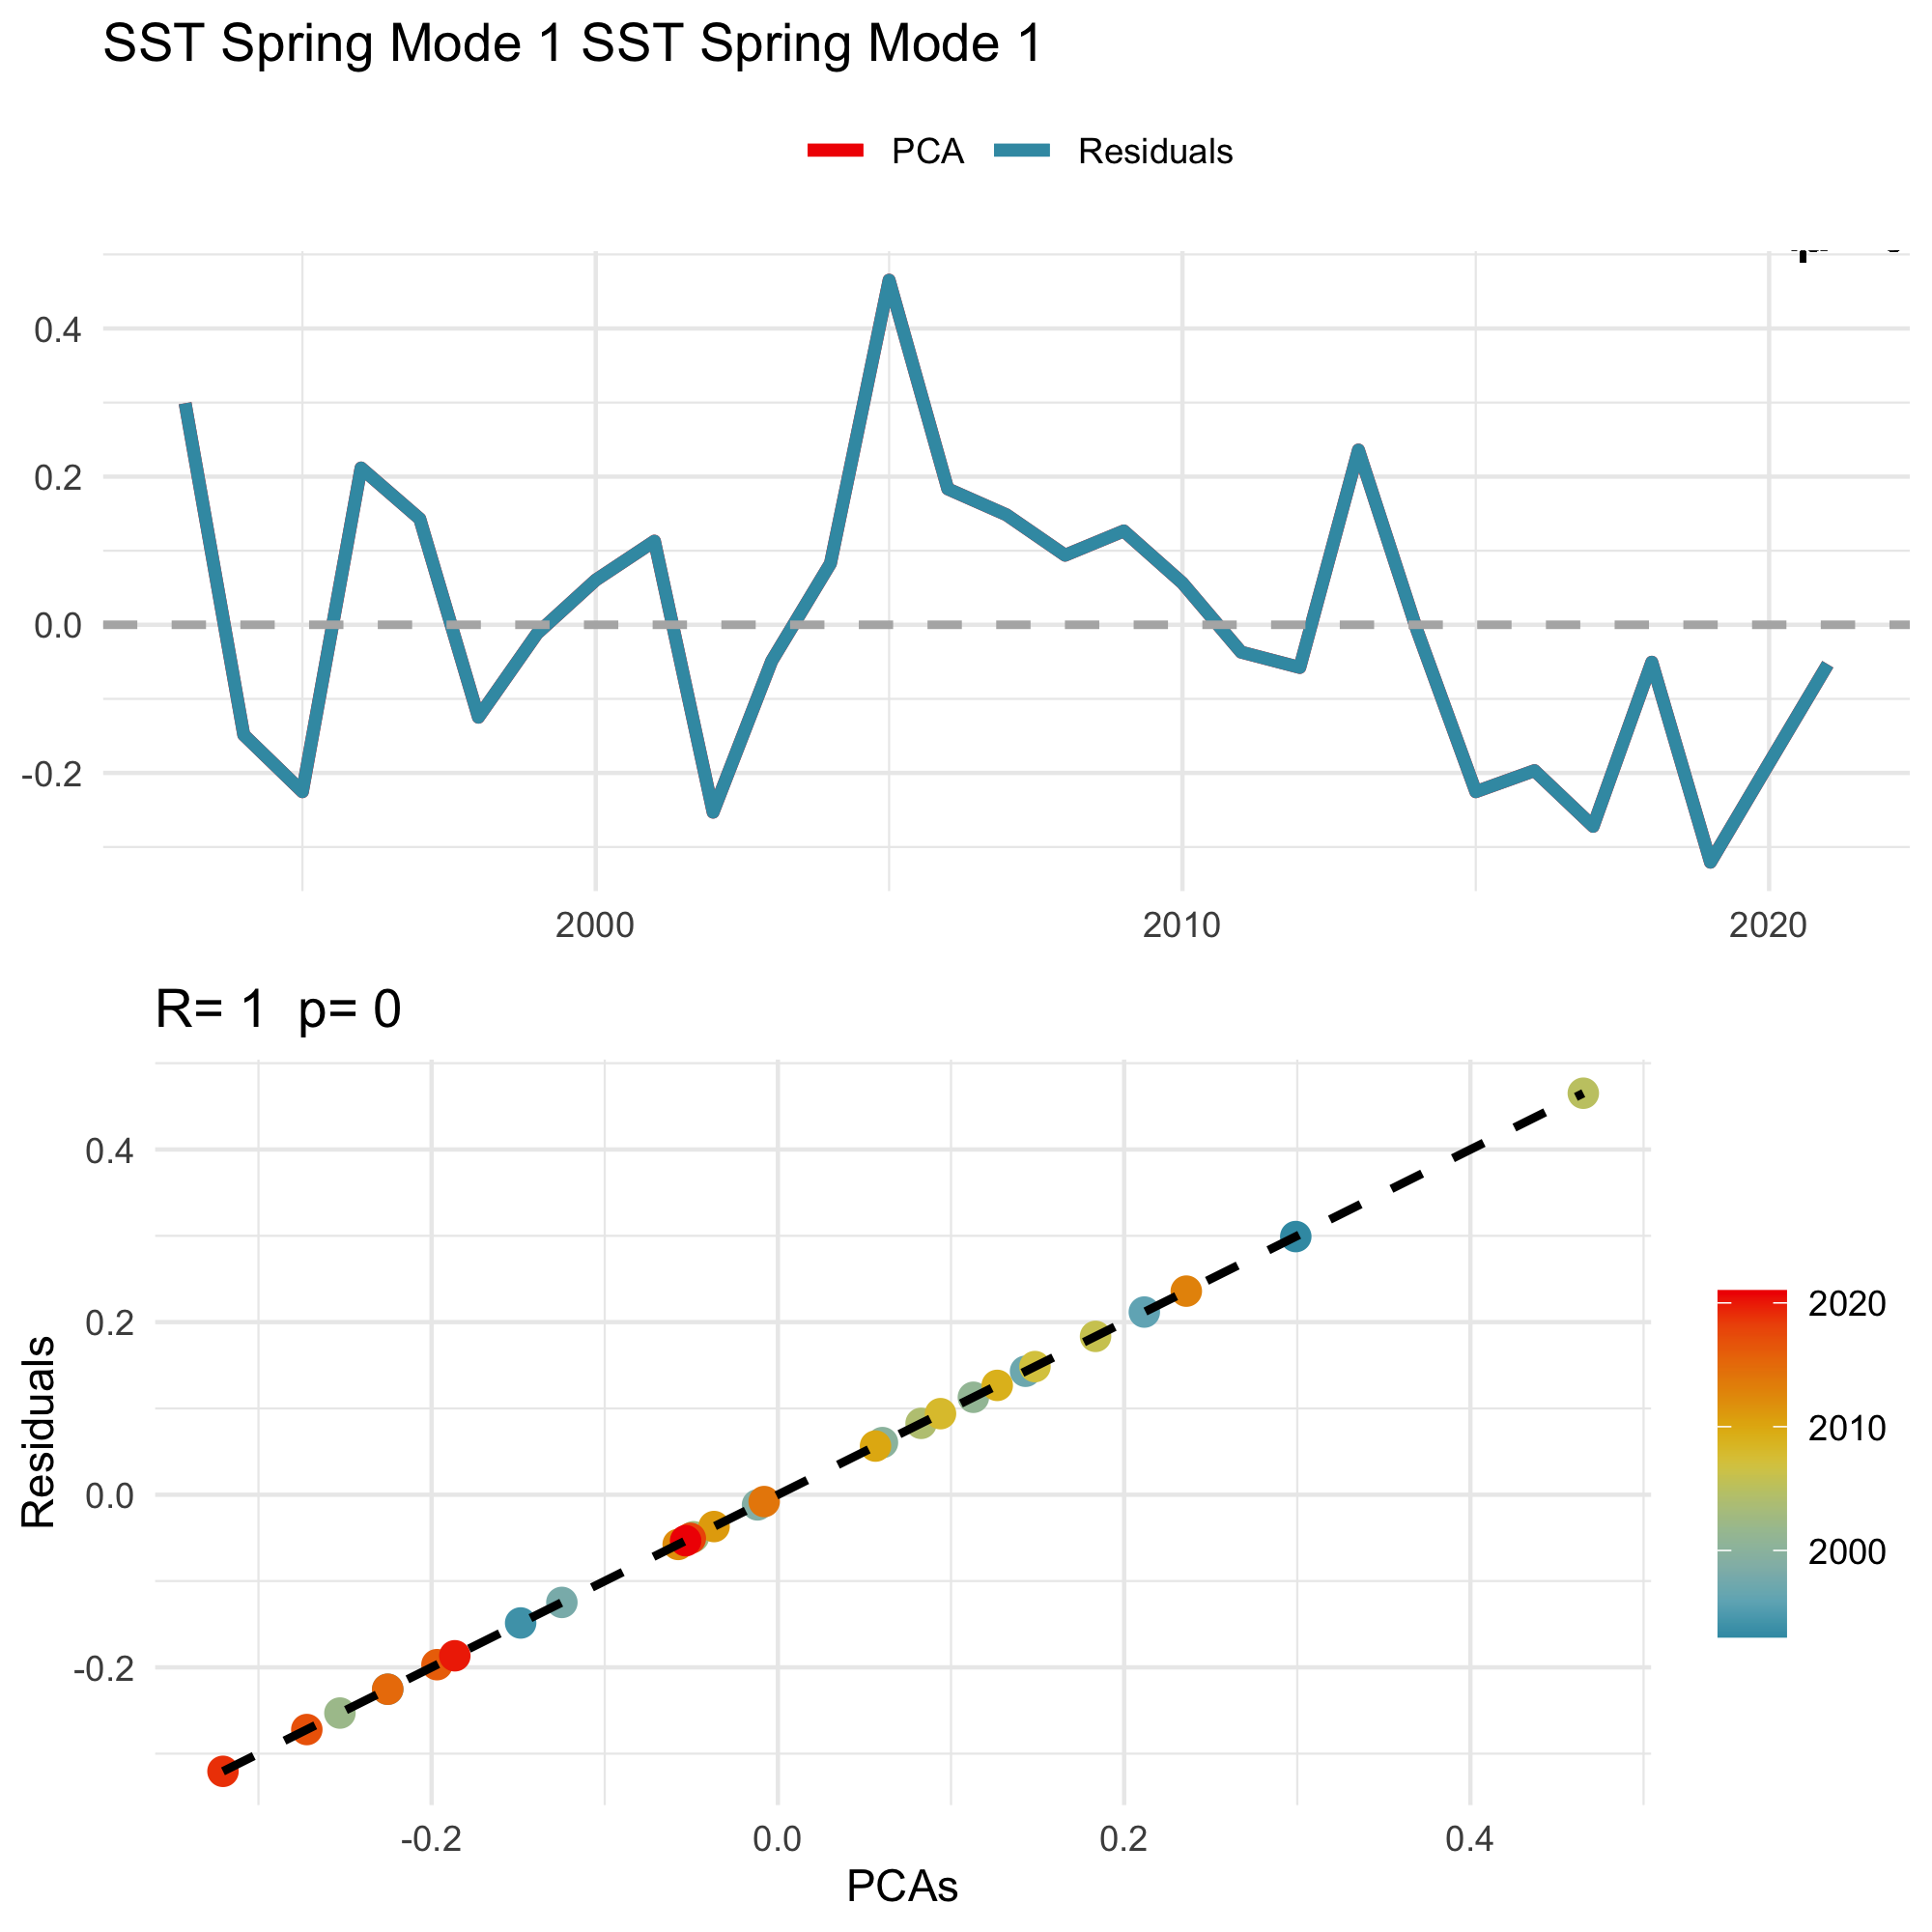 SST Spring Mode 1 SST Spring Mode 1
PCA Residuals
0.4
0.2
0.0
-0.2
2000 2010 2020
R= 1 p= 0
Residuals
0.4
0.2
0.0
-0.2
-0.2 0.0 0.2 0.4
PCAs
2020
2010
2000